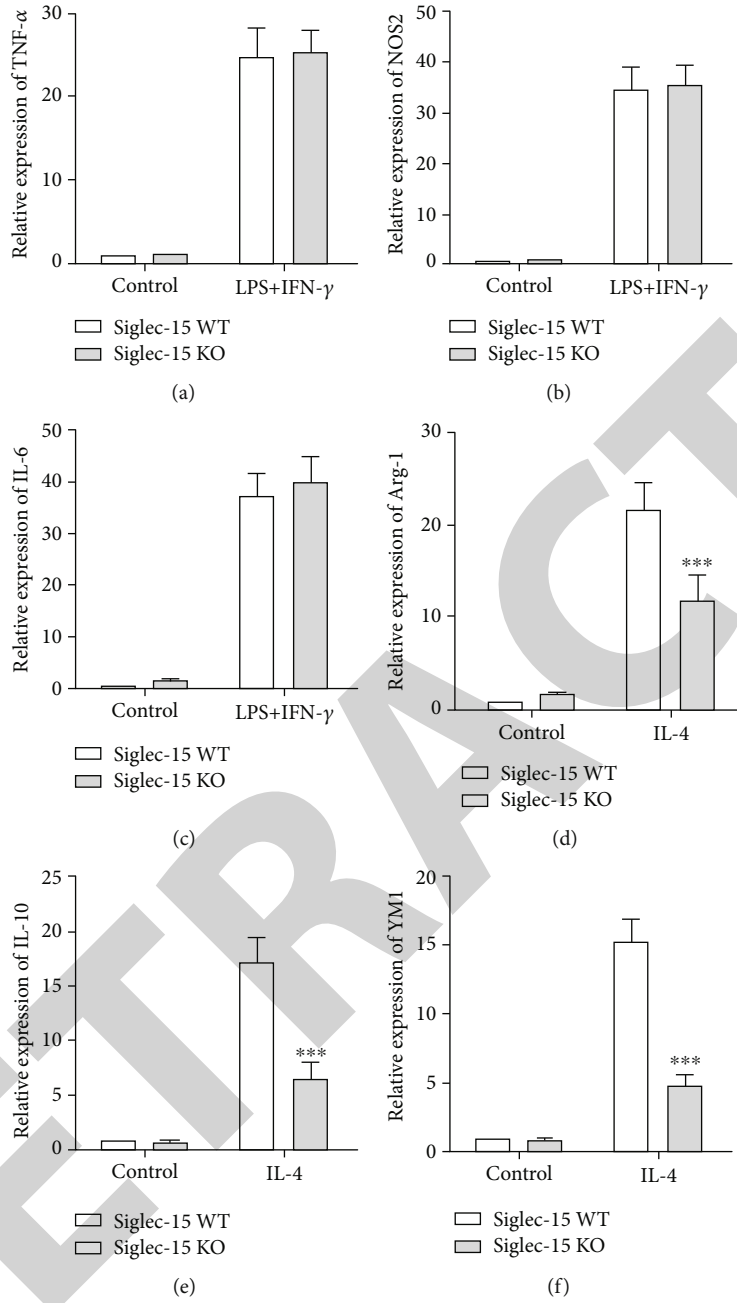 Relative expression of TNF-α
30
20
10
0
Control
LPS+IFN-γ
Siglec-15 WT
Siglec-15 KO
(a)
Relative expression of NOS2
50
40
30
20
10
0
Control
LPS+IFN-γ
Siglec-15 WT
Siglec-15 KO
(b)
Relative expression of IL-6
50
40
30
20
10
0
Control
LPS+IFN-γ
Siglec-15 WT
Siglec-15 KO
(c)
Relative expression of Arg-1
30
20
10
0
***
Control
IL-4
Siglec-15 WT
Siglec-15 KO
(d)
Relative expression of IL-10
25
20
15
10
5
0
***
Control
IL-4
Siglec-15 WT
Siglec-15 KO
(e)
Relative expression of YM1
20
15
10
5
0
***
Control
IL-4
Siglec-15 WT
Siglec-15 KO
(f)
ETRACT